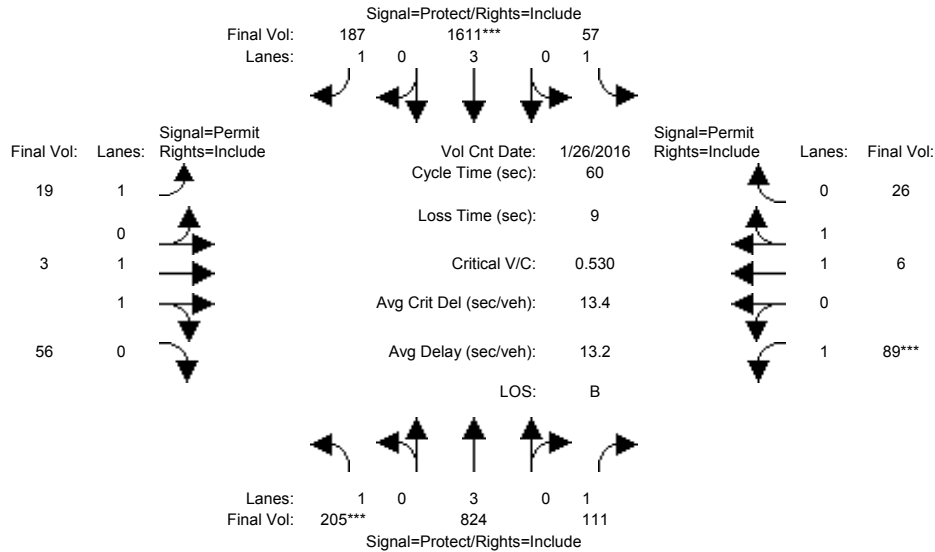 Signal=Protect/Rights=Include
Final Vol: 187 1611*** 57
Lanes: 1 0 3 0 1
Signal=Permit Signal=Permit
Final Vol: Lanes: Rights=Include Vol Cnt Date: 1/26/2016 Rights=Include Lanes: Final Vol:
Cycle Time (sec): 60
19 1 0 26
Loss Time (sec): 9
0 1
3 1 Critical V/C: 0.530 1 6
1 Avg Crit Del (sec/veh): 13.4 0
56 0 Avg Delay (sec/veh): 13.2 1 89***
LOS: B
Lanes: 1 0 3 0 1
Final Vol: 205*** 824 111
Signal=Protect/Rights=Include